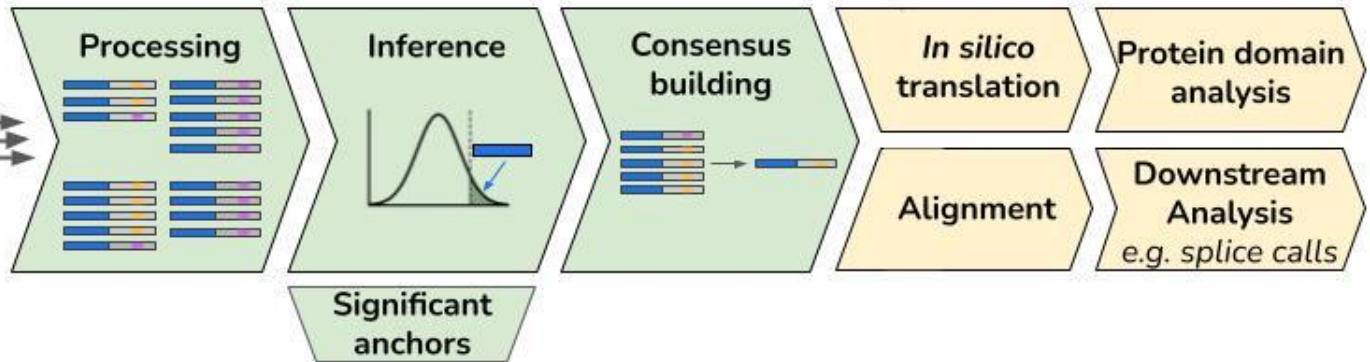 Processing
Inference
Significant
anchors
Consensus
building
In silico
translation
Protein domain
analysis
Alignment
Downstream
Analysis
e.g. splice calls